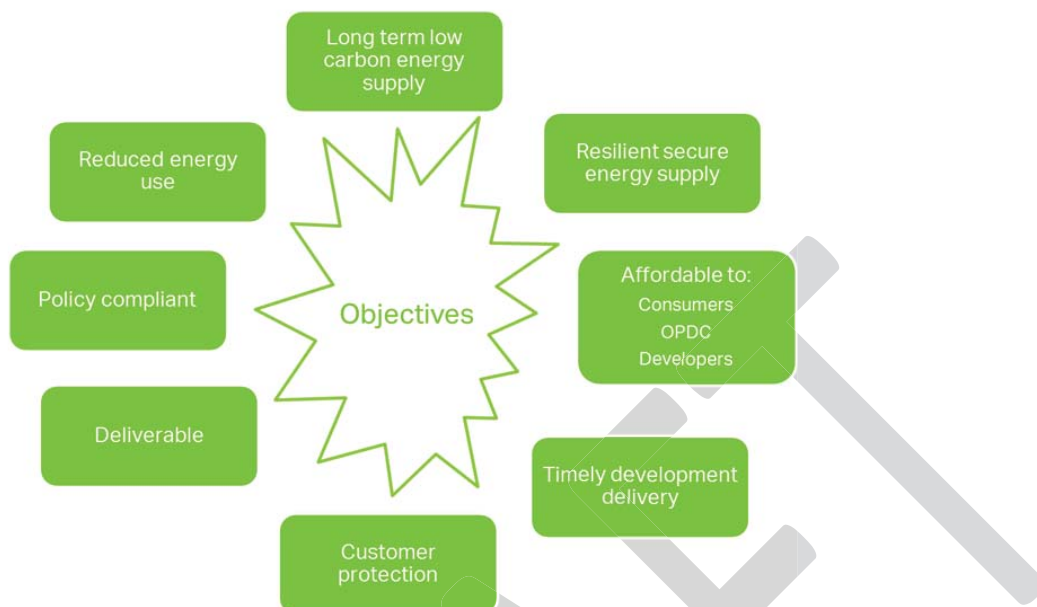 Long term low
carbon energy
supply
Resilient secure
energy supply
Reduced energy
use
Affordable to:
Consumers
OPDC
Developers
Policy compliant
Objectives
Deliverable
Timely development
delivery
Customer
protection